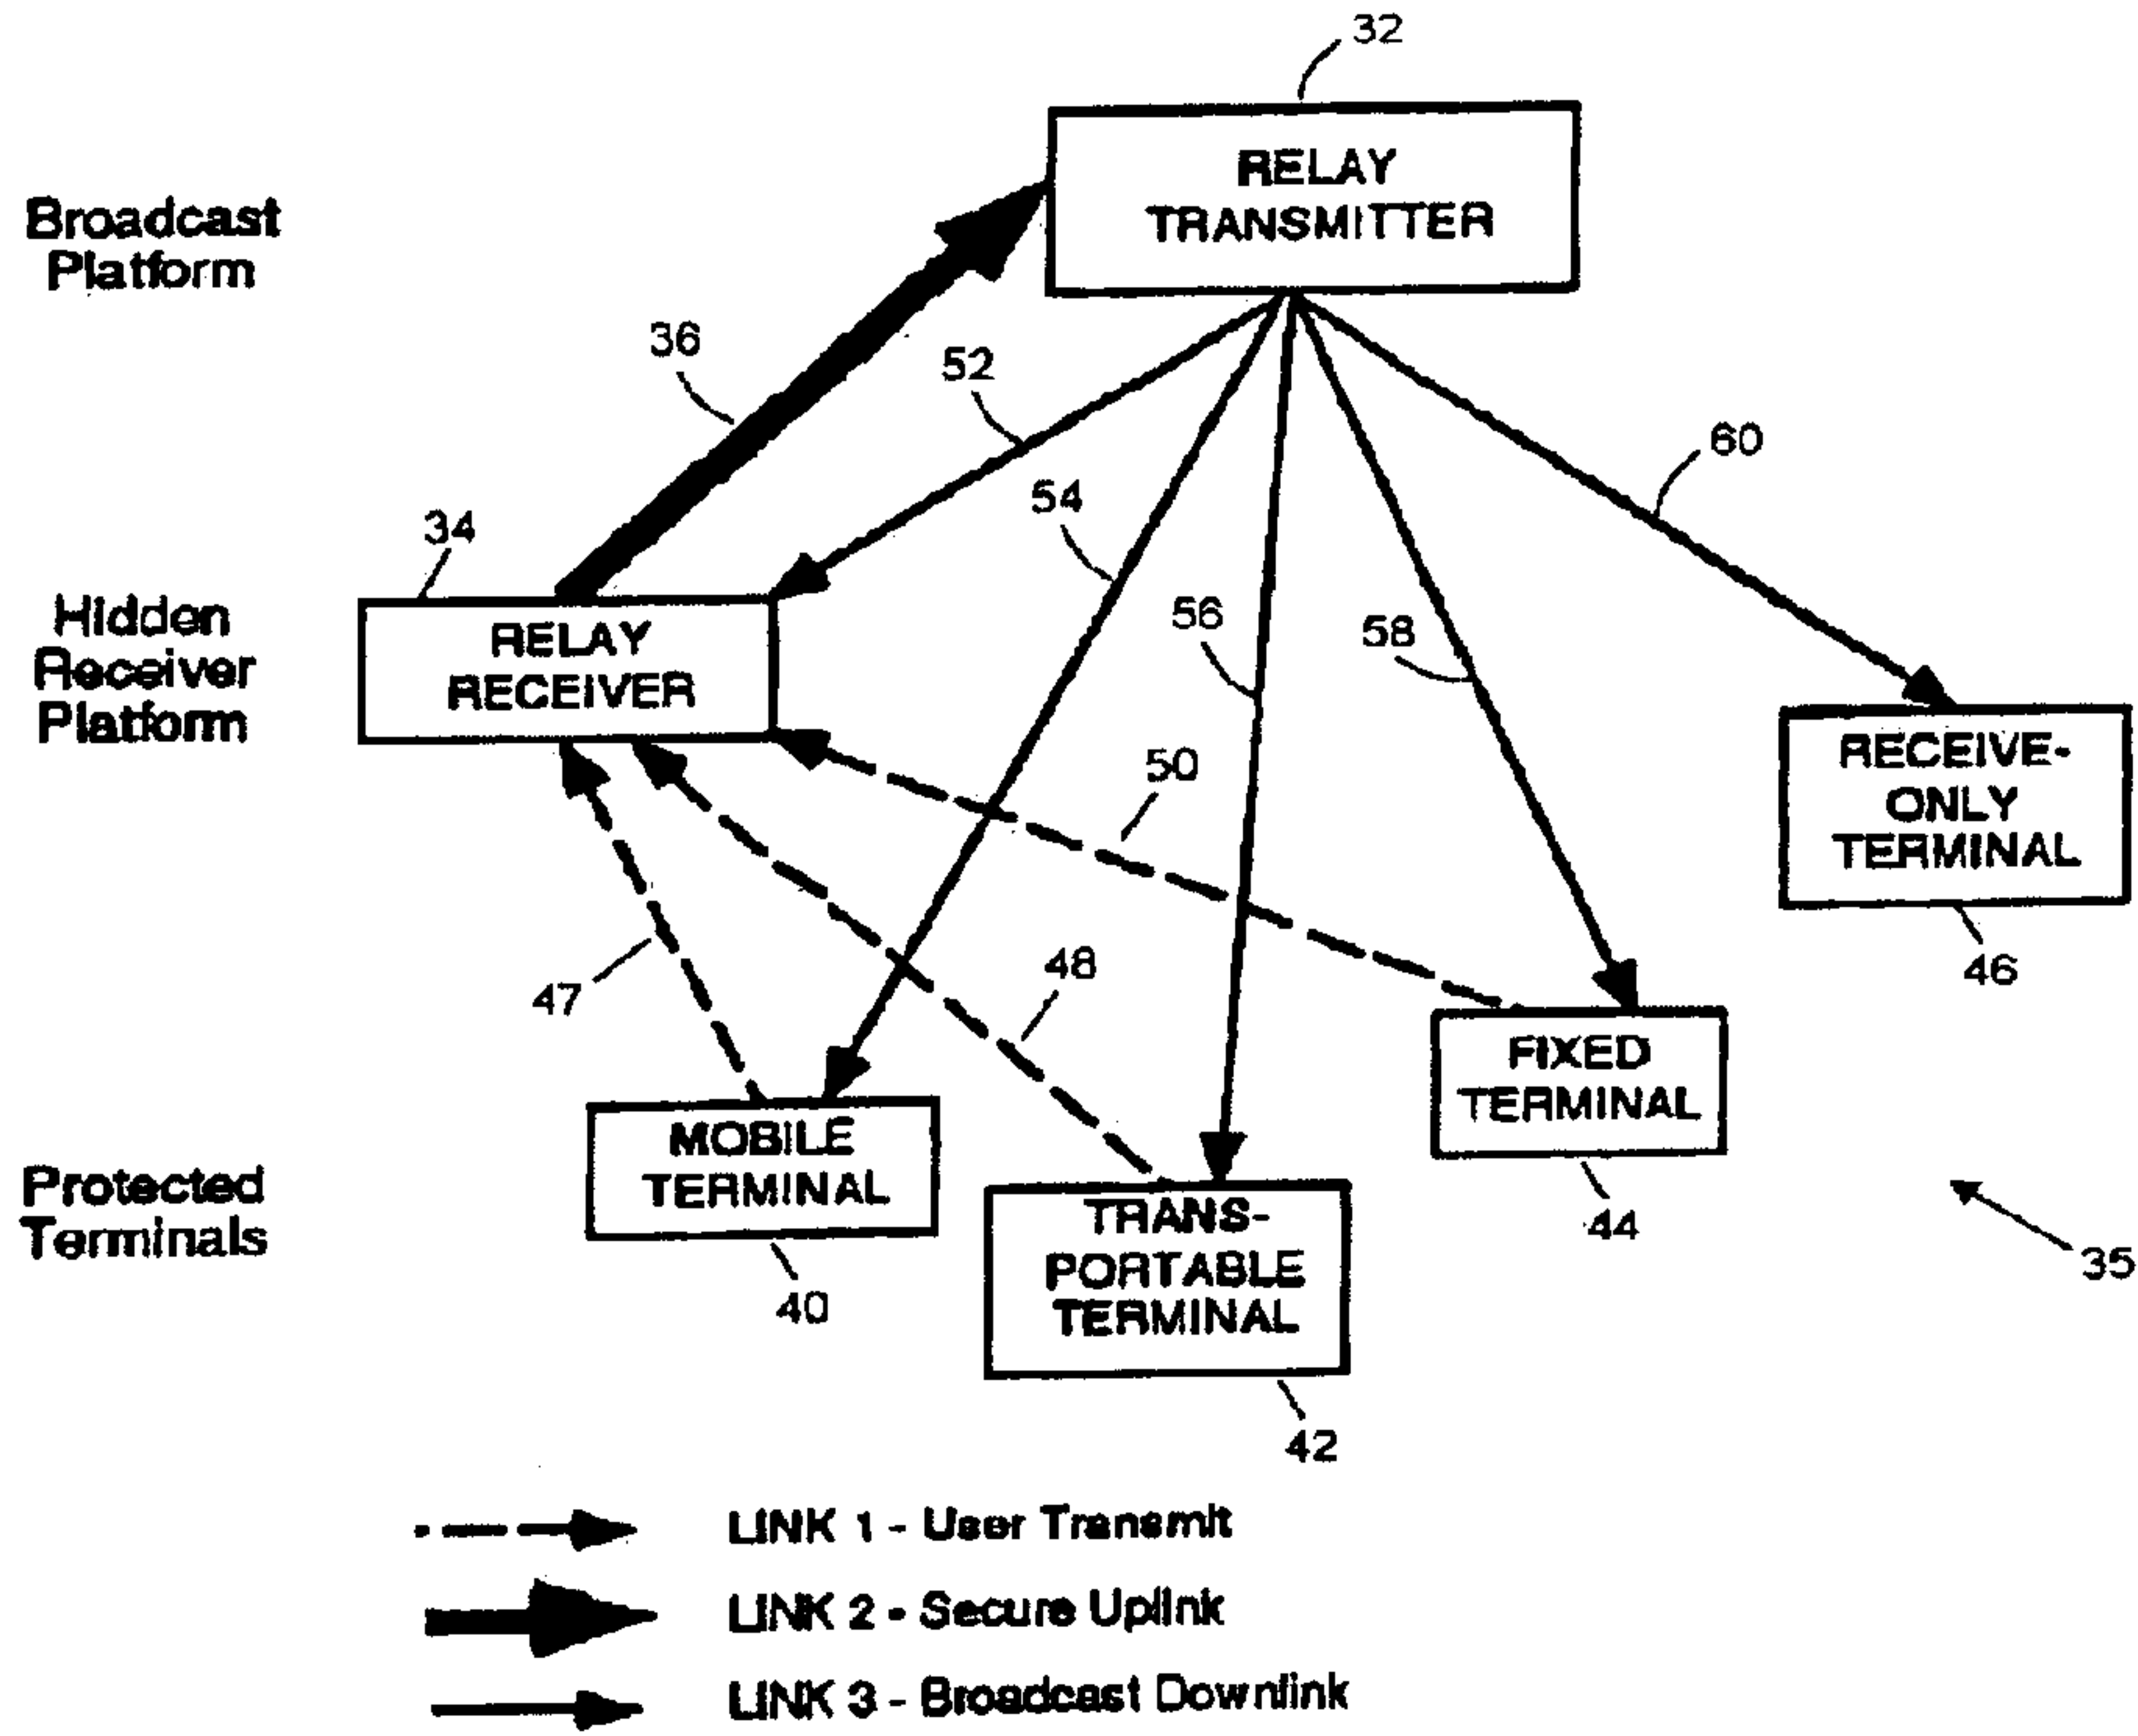 32
RELAY
TRANSMITTER
Broadcast
Platform
36
52
60
54
34
56
58
Hidden
Receiver
Platform
RELAY
RECEIVER
50
RECEIVE-
ONLY
TERMINAL
47
48
46
FIXED
TERMINAL
MOBILE
TERMINAL
Protected
Terminals
TRANS-
PORTABLE
TERMINAL
44
35
40
42
LINK 1 - User Transmit
LINK 2 - Secure Uplink
LINK 3 - Broadcast Downlink